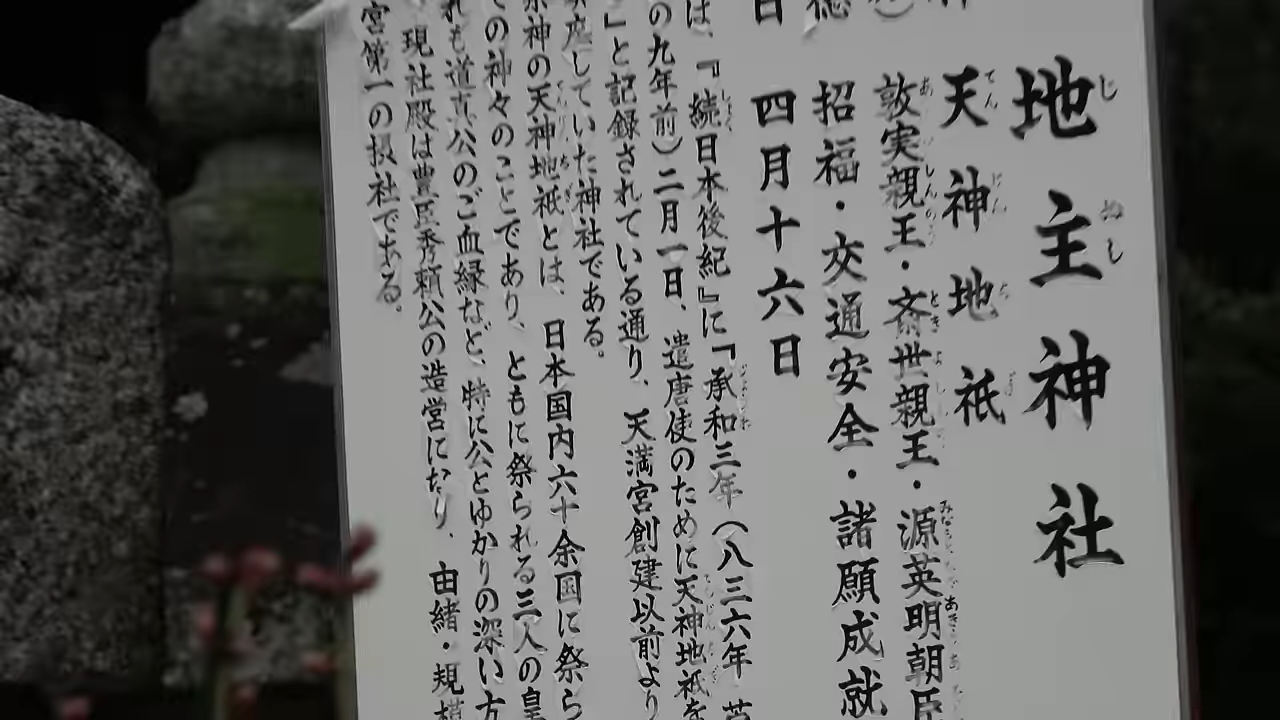 地主神社
天神地祇
敦実親王・斎世親王・源英明朝臣
招福・交通安全・諸願成就
日 四月十六日
は、『続日本後紀』に「承和三年（八三六年
の九年前）二月一日、遣唐使のために天神地祇を
」と記録されている通り、天満宮創建以前より
していた神社である。
祭神の天神地祇とは、日本国内六十余国に祭ら
ての神々のことであり、ともに祭られる三人の皇
れも道真公のご血縁など、特に公とゆかりの深い方
現社殿は豊臣秀頼公の造営になり、由緒・規模
宮第一の摂社である。